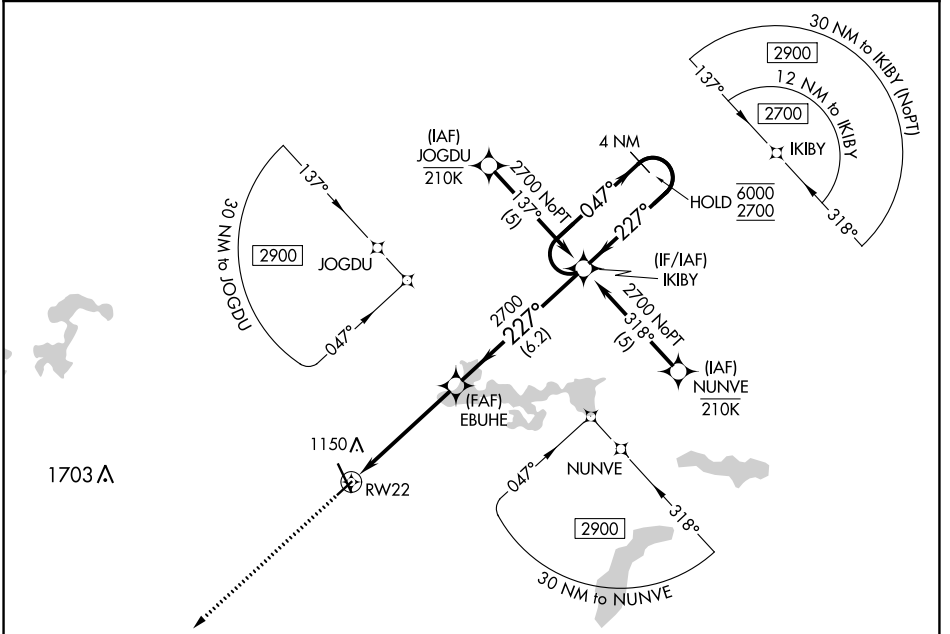 30 NM to IKIBY (NoPT)
2900
12 NM to IKIBY
137°
2700
IKIBY
318°
(IAF)
JOGDU
210K
2700 NoPT
137°
(5)
4 NM
047°
HOLD 6000
2700
227°
137°
30 NM to JOGDU
2900
JOGDU
047°
(IF/IAF)
IKIBY
2700
227°
(6.2)
2700 NoPT
318°
(5)
(IAF)
NUNVE
210K
(FAF)
EBUHE
1150
1703
RW22
NUNVE
047°
318°
2900
30 NM to NUNVE